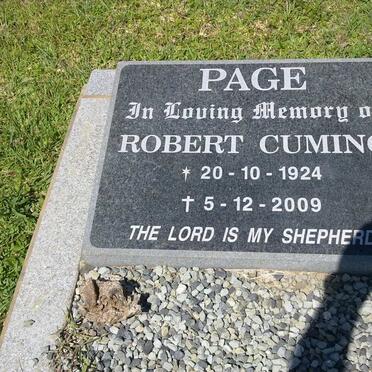 PAGE
In Loving Memory o
ROBERT CUMING
* 20 - 10 - 1924
† 5 - 12 - 2009
THE LORD IS MY SHEPHERD